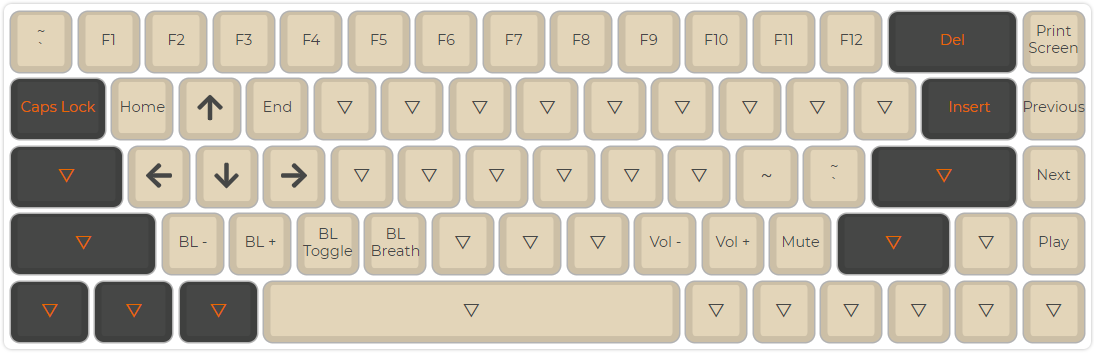 ~
` F1 F2 F3 F4 F5 F6 F7 F8 F9 F10 F11 F12 Del Print
Screen
Caps Lock Home ↑ End ▽ ▽ ▽ ▽ ▽ ▽ ▽ ▽ ▽ Insert Previous
▽ ← ↓ → ▽ ▽ ▽ ▽ ▽ ▽ ~ ~
` ▽ Next
▽ BL - BL + BL
Toggle BL
Breath ▽ ▽ ▽ Vol - Vol + Mute ▽ ▽ Play
▽ ▽ ▽ ▽ ▽ ▽ ▽ ▽ ▽ ▽